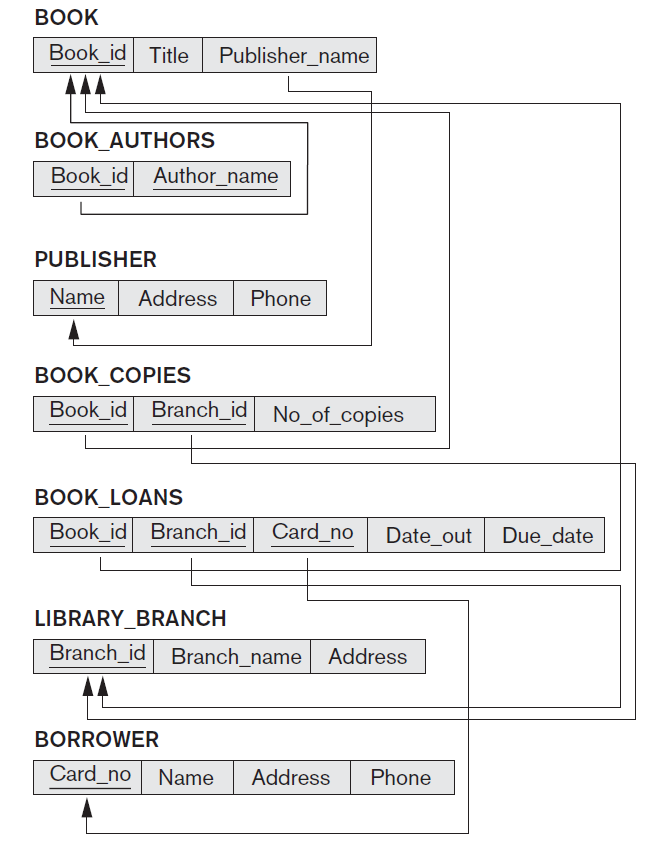 BOOK
Book_id Title Publisher_name
BOOK_AUTHORS
Book_id Author_name
PUBLISHER
Name Address Phone
BOOK_COPIES
Book_id Branch_id No_of_copies
BOOK_LOANS
Book_id Branch_id Card_no Date_out Due_date
LIBRARY_BRANCH
Branch_id Branch_name Address
BORROWER
Card_no Name Address Phone